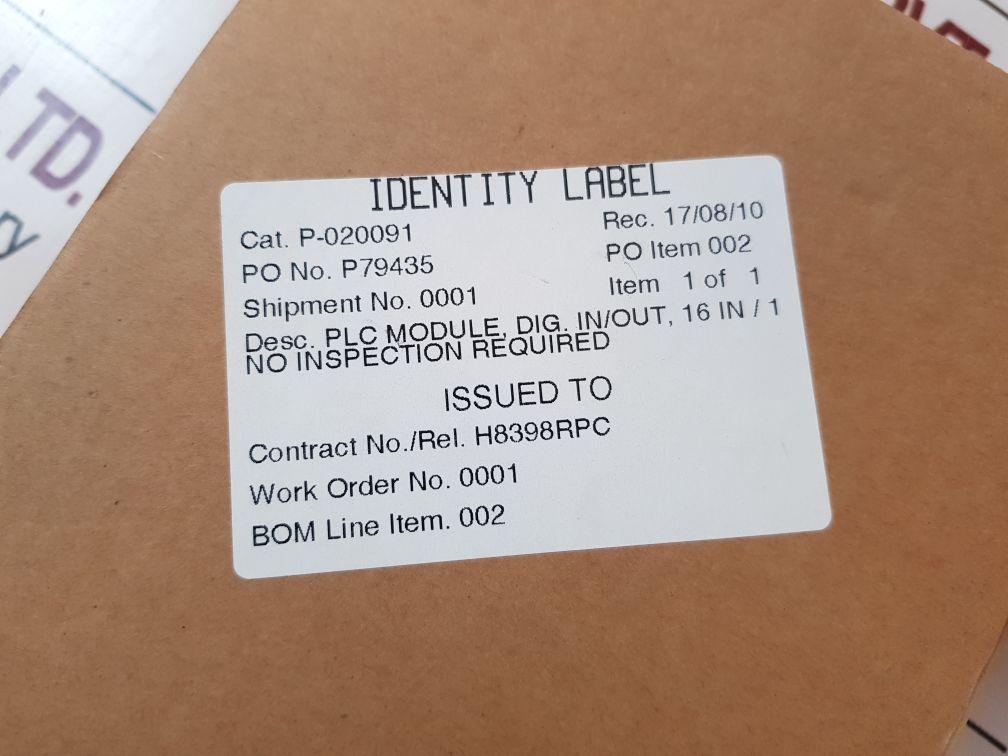 IDENTITY LABEL
Cat. P-020091 Rec. 17/08/10
PO No. P79435 PO Item 002
Shipment No. 0001 Item 1 of 1
Desc. PLC MODULE, DIG. IN/OUT, 16 IN / 1
NO INSPECTION REQUIRED
ISSUED TO
Contract No./Rel. H8398RPC
Work Order No. 0001
BOM Line Item. 002
LTD.